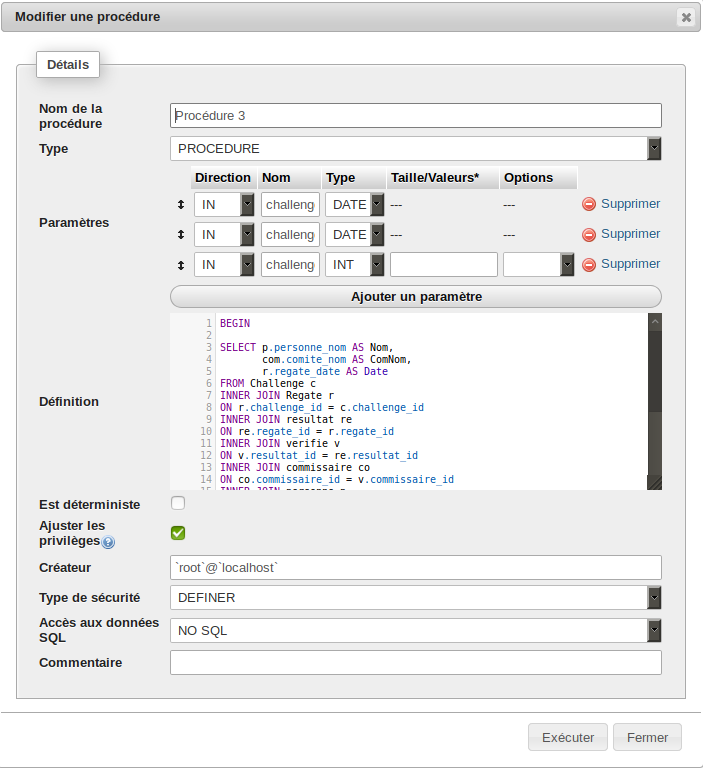 Modifier une procédure
Détails
Nom de la procédure
Procédure 3
Type
PROCEDURE
Direction Nom Type Taille/Valeurs* Options
Paramètres
IN challeng DATE --- --- Supprimer
IN challeng DATE --- --- Supprimer
IN challeng INT Supprimer
Ajouter un paramètre
Définition
1 BEGIN
2
3 SELECT p.personne_nom AS Nom,
4 com.comite_nom AS ComNom,
5 r.regate_date AS Date
6 FROM Challenge c
7 INNER JOIN Regate r
8 ON r.challenge_id = c.challenge_id
9 INNER JOIN resultat re
10 ON re.regate_id = r.regate_id
11 INNER JOIN verifie v
12 ON v.resultat_id = re.resultat_id
13 INNER JOIN commissaire co
14 ON co.commissaire_id = v.commissaire_id
15 INNER JOIN personne p
Est déterministe
Ajuster les privilèges
Créateur
`root`@`localhost`
Type de sécurité
DEFINER
Accès aux données SQL
NO SQL
Commentaire
Exécuter
Fermer